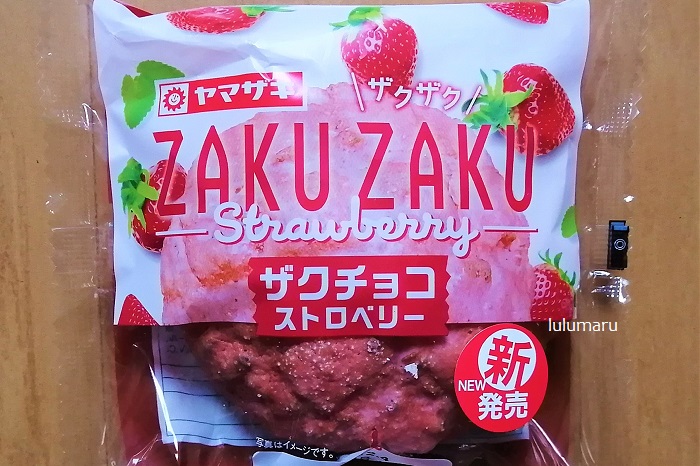 ヤマザキ
ザクザク
ZAKU ZAKU
Strawberry
ザクチョコ
ストロベリー
lulumaru
NEW
新
発売
写真はイメージです。